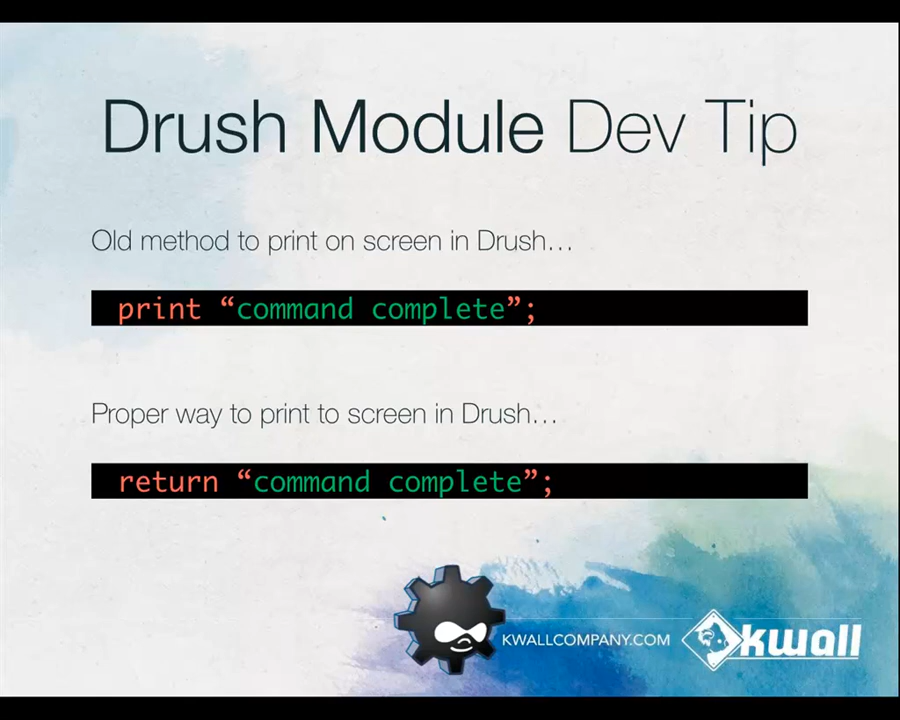 Drush Module Dev Tip
Old method to print on screen in Drush…
print “command complete”;
Proper way to print to screen in Drush…
return “command complete”;
KWALLCOMPANY.COM
kwall